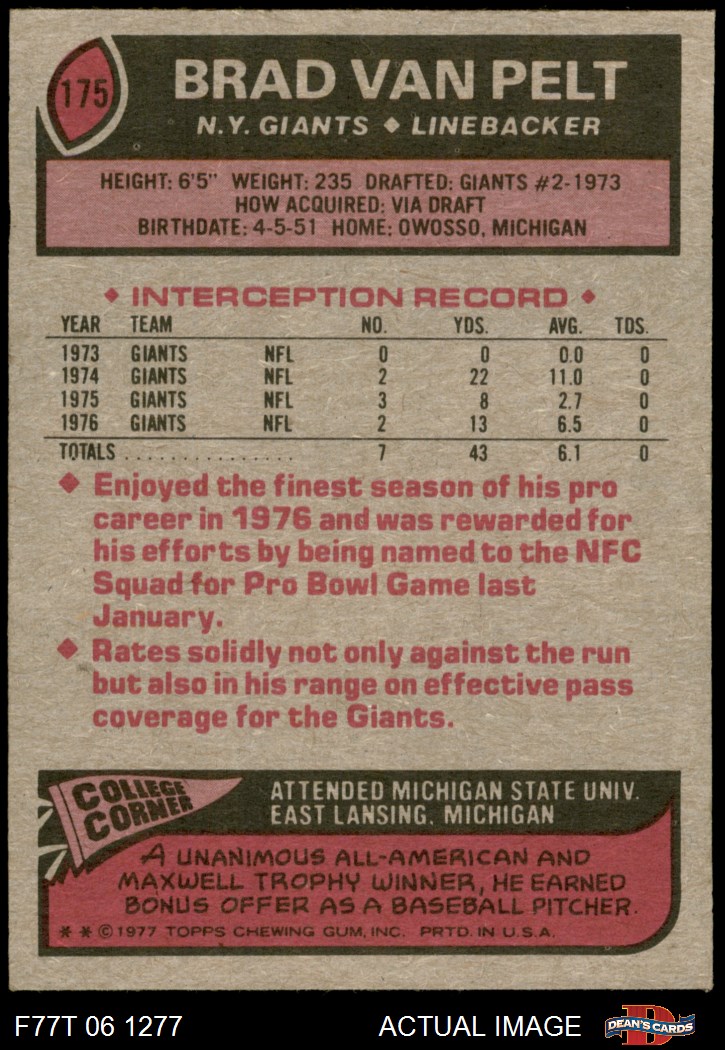 175
BRAD VAN PELT
N.Y. GIANTS ♦ LINEBACKER
HEIGHT: 6'5" WEIGHT: 235 DRAFTED: GIANTS #2-1973
HOW ACQUIRED: VIA DRAFT
BIRTHDATE: 4-5-51 HOME: OWOSSO, MICHIGAN
♦ INTERCEPTION RECORD ♦
YEAR TEAM NO. YDS. AVG. TDS.
1973 GIANTS NFL 0 0 0.0 0
1974 GIANTS NFL 2 22 11.0 0
1975 GIANTS NFL 3 8 2.7 0
1976 GIANTS NFL 2 13 6.5 0
TOTALS ................ 7 43 6.1 0
♦ Enjoyed the finest season of his pro
career in 1976 and was rewarded for
his efforts by being named to the NFC
Squad for Pro Bowl Game last
January.
♦ Rates solidly not only against the run
but also in his range on effective pass
coverage for the Giants.
COLLEGE
CORNER
ATTENDED MICHIGAN STATE UNIV.
EAST LANSING, MICHIGAN
A UNANIMOUS ALL-AMERICAN AND
MAXWELL TROPHY WINNER, HE EARNED
BONUS OFFER AS A BASEBALL PITCHER.
* * © 1977 TOPPS CHEWING GUM, INC. PRTD. IN U.S.A.
F77T 06 1277 ACTUAL IMAGE
D
DEAN'S CARDS